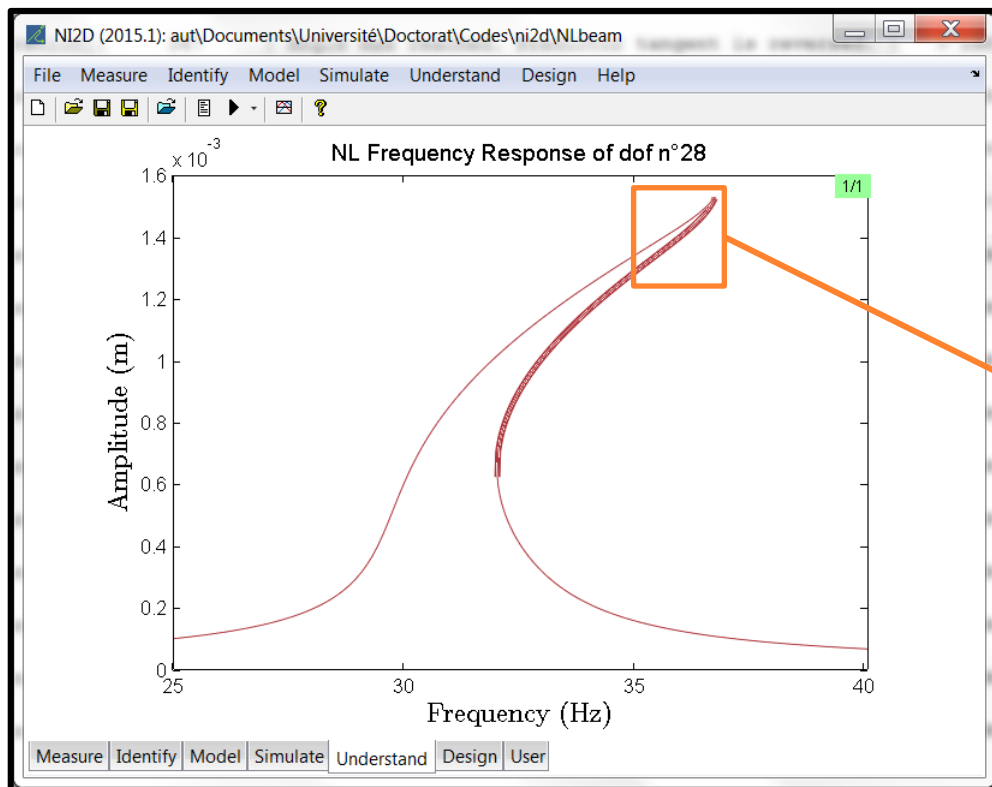 NI2D (2015.1): aut\Documents\Université\Doctorat\Codes\ni2d\NLbeam
tangent is reversed
File Measure Identify Model Simulate Understand Design Help
NL Frequency Response of dof n°28
x 10^-3
1/1
1.6
1.4
1.2
1
0.8
0.6
0.4
0.2
0
25 30 35 40
Amplitude (m)
Frequency (Hz)
Measure Identify Model Simulate Understand Design User